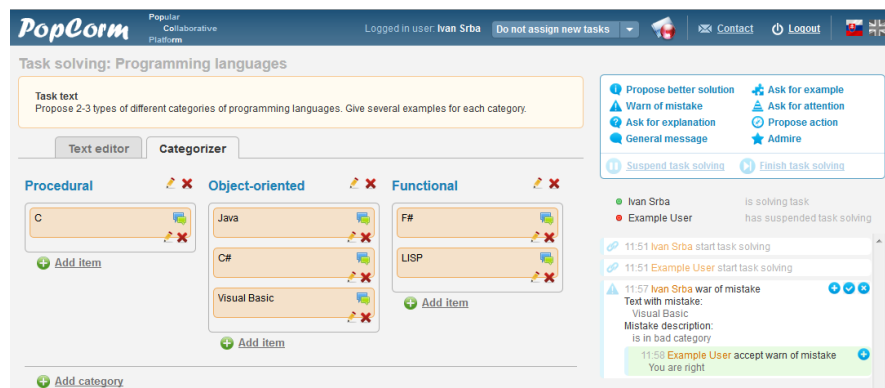 PopCorm
Popular
Collaborative
Platform
Logged in user: Ivan Srba
Do not assign new tasks
Contact
Logout
Task solving: Programming languages
Task text
Propose 2-3 types of different categories of programming languages. Give several examples for each category.
Text editor
Categorizer
Procedural
Object-oriented
Functional
C
Java
F#
Add item
C#
LISP
Visual Basic
Add item
Add item
Add category
Propose better solution
Ask for example
Warn of mistake
Ask for attention
Ask for explanation
Propose action
General message
Admire
Suspend task solving
Finish task solving
Ivan Srba is solving task
Example User has suspended task solving
11:51 Ivan Srba start task solving
11:51 Example User start task solving
11:57 Ivan Srba war of mistake
Text with mistake:
Visual Basic
Mistake description:
is in bad category
11:58 Example User accept warn of mistake
You are right